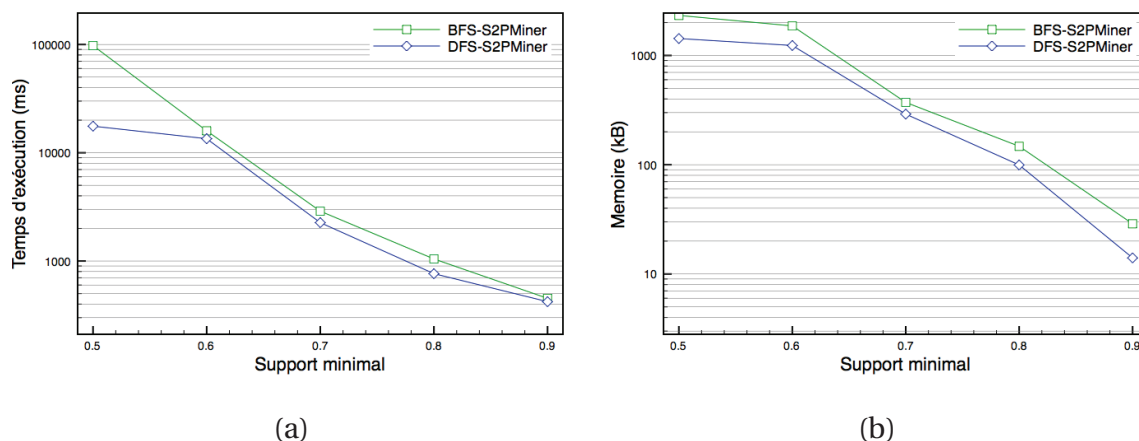 BFS-S2PMiner
DFS-S2PMiner
100000
10000
1000
Temps d'exécution (ms)
0.5 0.6 0.7 0.8 0.9
Support minimal
(a)
BFS-S2PMiner
DFS-S2PMiner
1000
100
10
Memoire (kB)
0.5 0.6 0.7 0.8 0.9
Support minimal
(b)